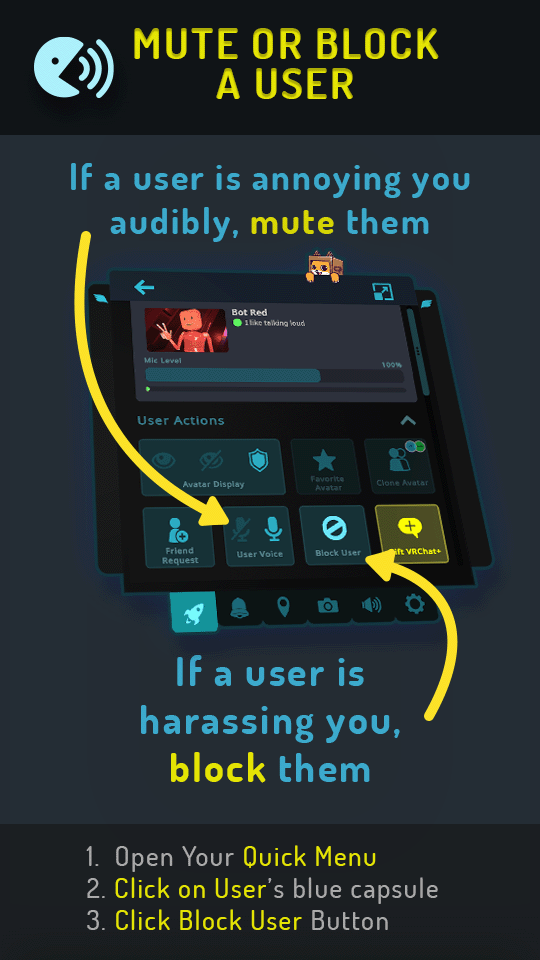 MUTE OR BLOCK
A USER
If a user is annoying you
audibly, mute them
Bot Red
I like talking loud
Mic Level
100%
User Actions
Avatar Display
Favorite
Avatar
Clone Avatar
Friend
Request
User Voice
Block User
Gift VRChat+
If a user is
harassing you,
block them
1. Open Your Quick Menu
2. Click on User's blue capsule
3. Click Block User Button